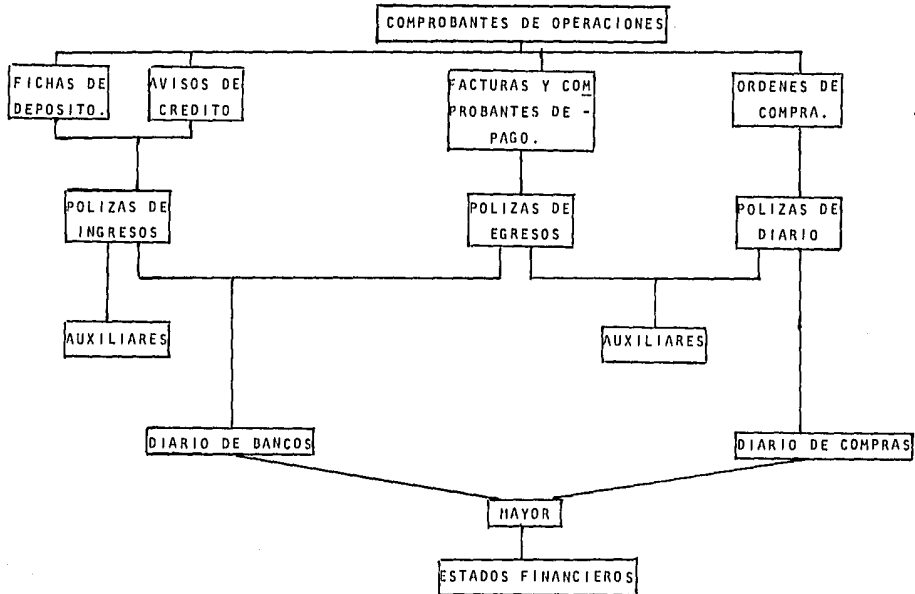 COMPROBANTES DE OPERACIONES
FICHAS DE
DEPOSITO.
AVISOS DE
CREDITO
FACTURAS Y COM
PROBANTES DE -
PAGO.
ORDENES DE
COMPRA.
POLIZAS DE
INGRESOS
POLIZAS DE
EGRESOS
POLIZAS DE
DIARIO
AUXILIARES
AUXILIARES
DIARIO DE BANCOS
DIARIO DE COMPRAS
MAYOR
ESTADOS FINANCIEROS